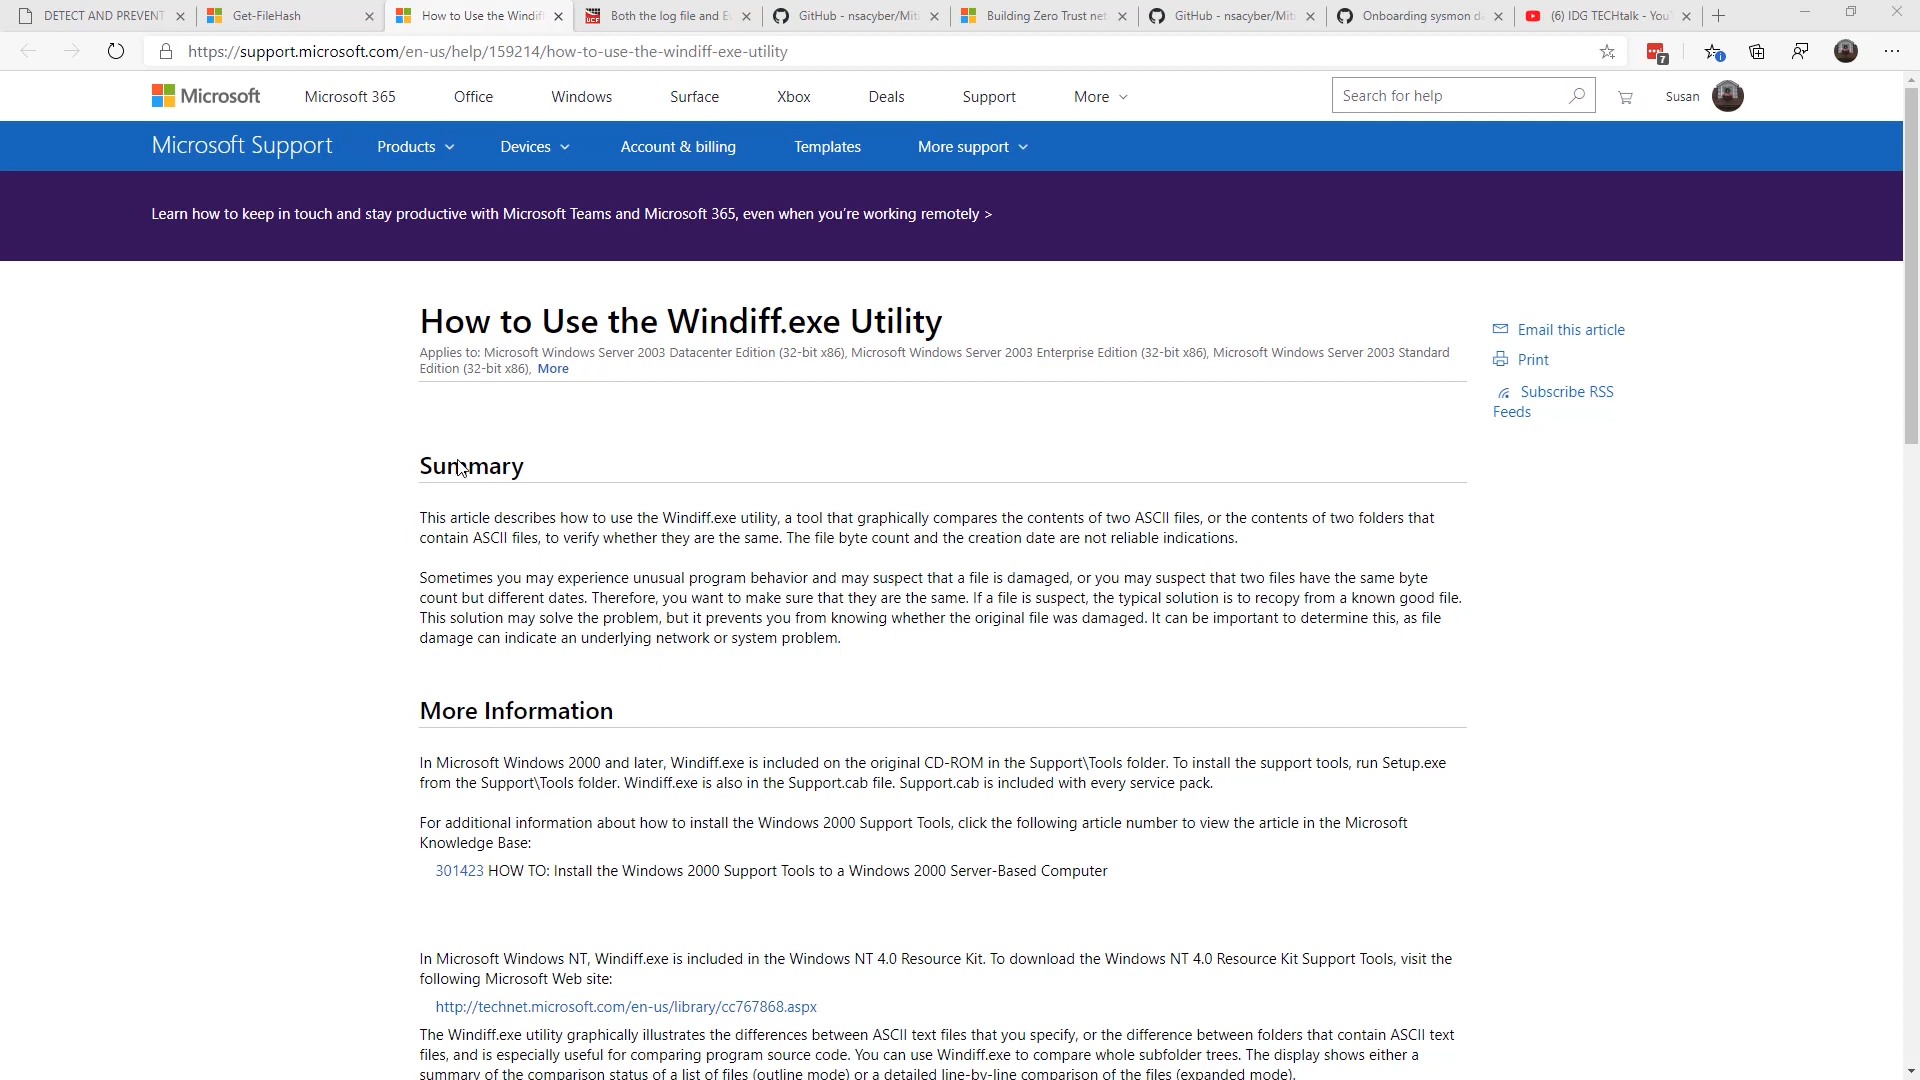 DETECT AND PREVENT
Get-FileHash
How to Use the Windiff
Both the log file and E
GitHub - nsacyber/Miti
Building Zero Trust net
GitHub - nsacyber/Miti
Onboarding sysmon d
(6) IDG TECHtalk - You
https://support.microsoft.com/en-us/help/159214/how-to-use-the-windiff-exe-utility
7
Microsoft
Microsoft 365
Office
Windows
Surface
Xbox
Deals
Support
More
Search for help
Susan
Microsoft Support
Products
Devices
Account & billing
Templates
More support
Learn how to keep in touch and stay productive with Microsoft Teams and Microsoft 365, even when you're working remotely >
How to Use the Windiff.exe Utility
Applies to: Microsoft Windows Server 2003 Datacenter Edition (32-bit x86), Microsoft Windows Server 2003 Enterprise Edition (32-bit x86), Microsoft Windows Server 2003 Standard
Edition (32-bit x86), More
Email this article
Print
Subscribe RSS
Feeds
Summary
This article describes how to use the Windiff.exe utility, a tool that graphically compares the contents of two ASCII files, or the contents of two folders that
contain ASCII files, to verify whether they are the same. The file byte count and the creation date are not reliable indications.
Sometimes you may experience unusual program behavior and may suspect that a file is damaged, or you may suspect that two files have the same byte
count but different dates. Therefore, you want to make sure that they are the same. If a file is suspect, the typical solution is to recopy from a known good file.
This solution may solve the problem, but it prevents you from knowing whether the original file was damaged. It can be important to determine this, as file
damage can indicate an underlying network or system problem.
More Information
In Microsoft Windows 2000 and later, Windiff.exe is included on the original CD-ROM in the Support\Tools folder. To install the support tools, run Setup.exe
from the Support\Tools folder. Windiff.exe is also in the Support.cab file. Support.cab is included with every service pack.
For additional information about how to install the Windows 2000 Support Tools, click the following article number to view the article in the Microsoft
Knowledge Base:
301423 HOW TO: Install the Windows 2000 Support Tools to a Windows 2000 Server-Based Computer
In Microsoft Windows NT, Windiff.exe is included in the Windows NT 4.0 Resource Kit. To download the Windows NT 4.0 Resource Kit Support Tools, visit the
following Microsoft Web site:
http://technet.microsoft.com/en-us/library/cc767868.aspx
The Windiff.exe utility graphically illustrates the differences between ASCII text files that you specify, or the difference between folders that contain ASCII text
files, and is especially useful for comparing program source code. You can use Windiff.exe to compare whole subfolder trees. The display shows either a
summary of the comparison status of a list of files (outline mode) or a detailed line-by-line comparison of the files (expanded mode).